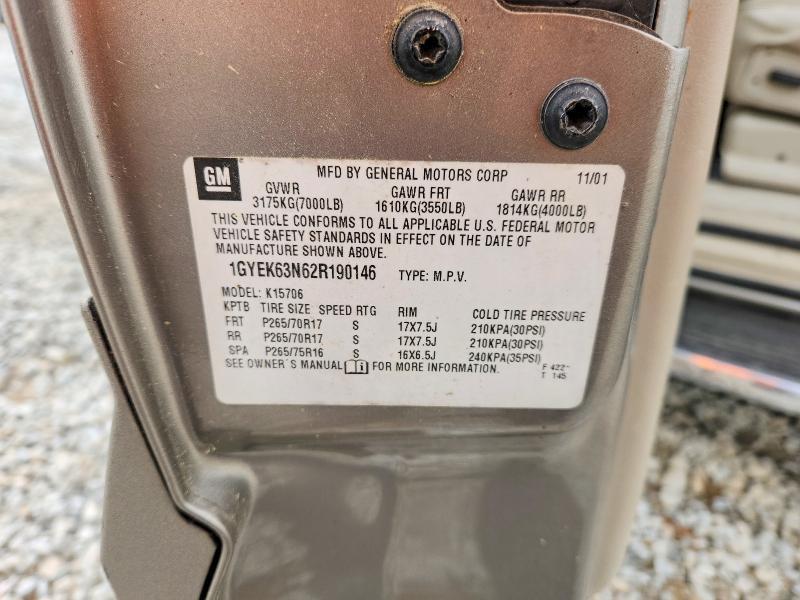 GM MFD BY GENERAL MOTORS CORP 11/01
GVWR GAWR FRT GAWR RR
3175KG(7000LB) 1610KG(3550LB) 1814KG(4000LB)
THIS VEHICLE CONFORMS TO ALL APPLICABLE U.S. FEDERAL MOTOR
VEHICLE SAFETY STANDARDS IN EFFECT ON THE DATE OF
MANUFACTURE SHOWN ABOVE.
1GYEK63N62R190146 TYPE: M.P.V.
MODEL: K15706
KPTB TIRE SIZE SPEED RTG RIM COLD TIRE PRESSURE
FRT P265/70R17 S 17X7.5J 210KPA(30PSI)
RR P265/70R17 S 17X7.5J 210KPA(30PSI)
SPA P265/75R16 S 16X6.5J 240KPA(35PSI)
SEE OWNER'S MANUAL FOR MORE INFORMATION.
F 422
T 145